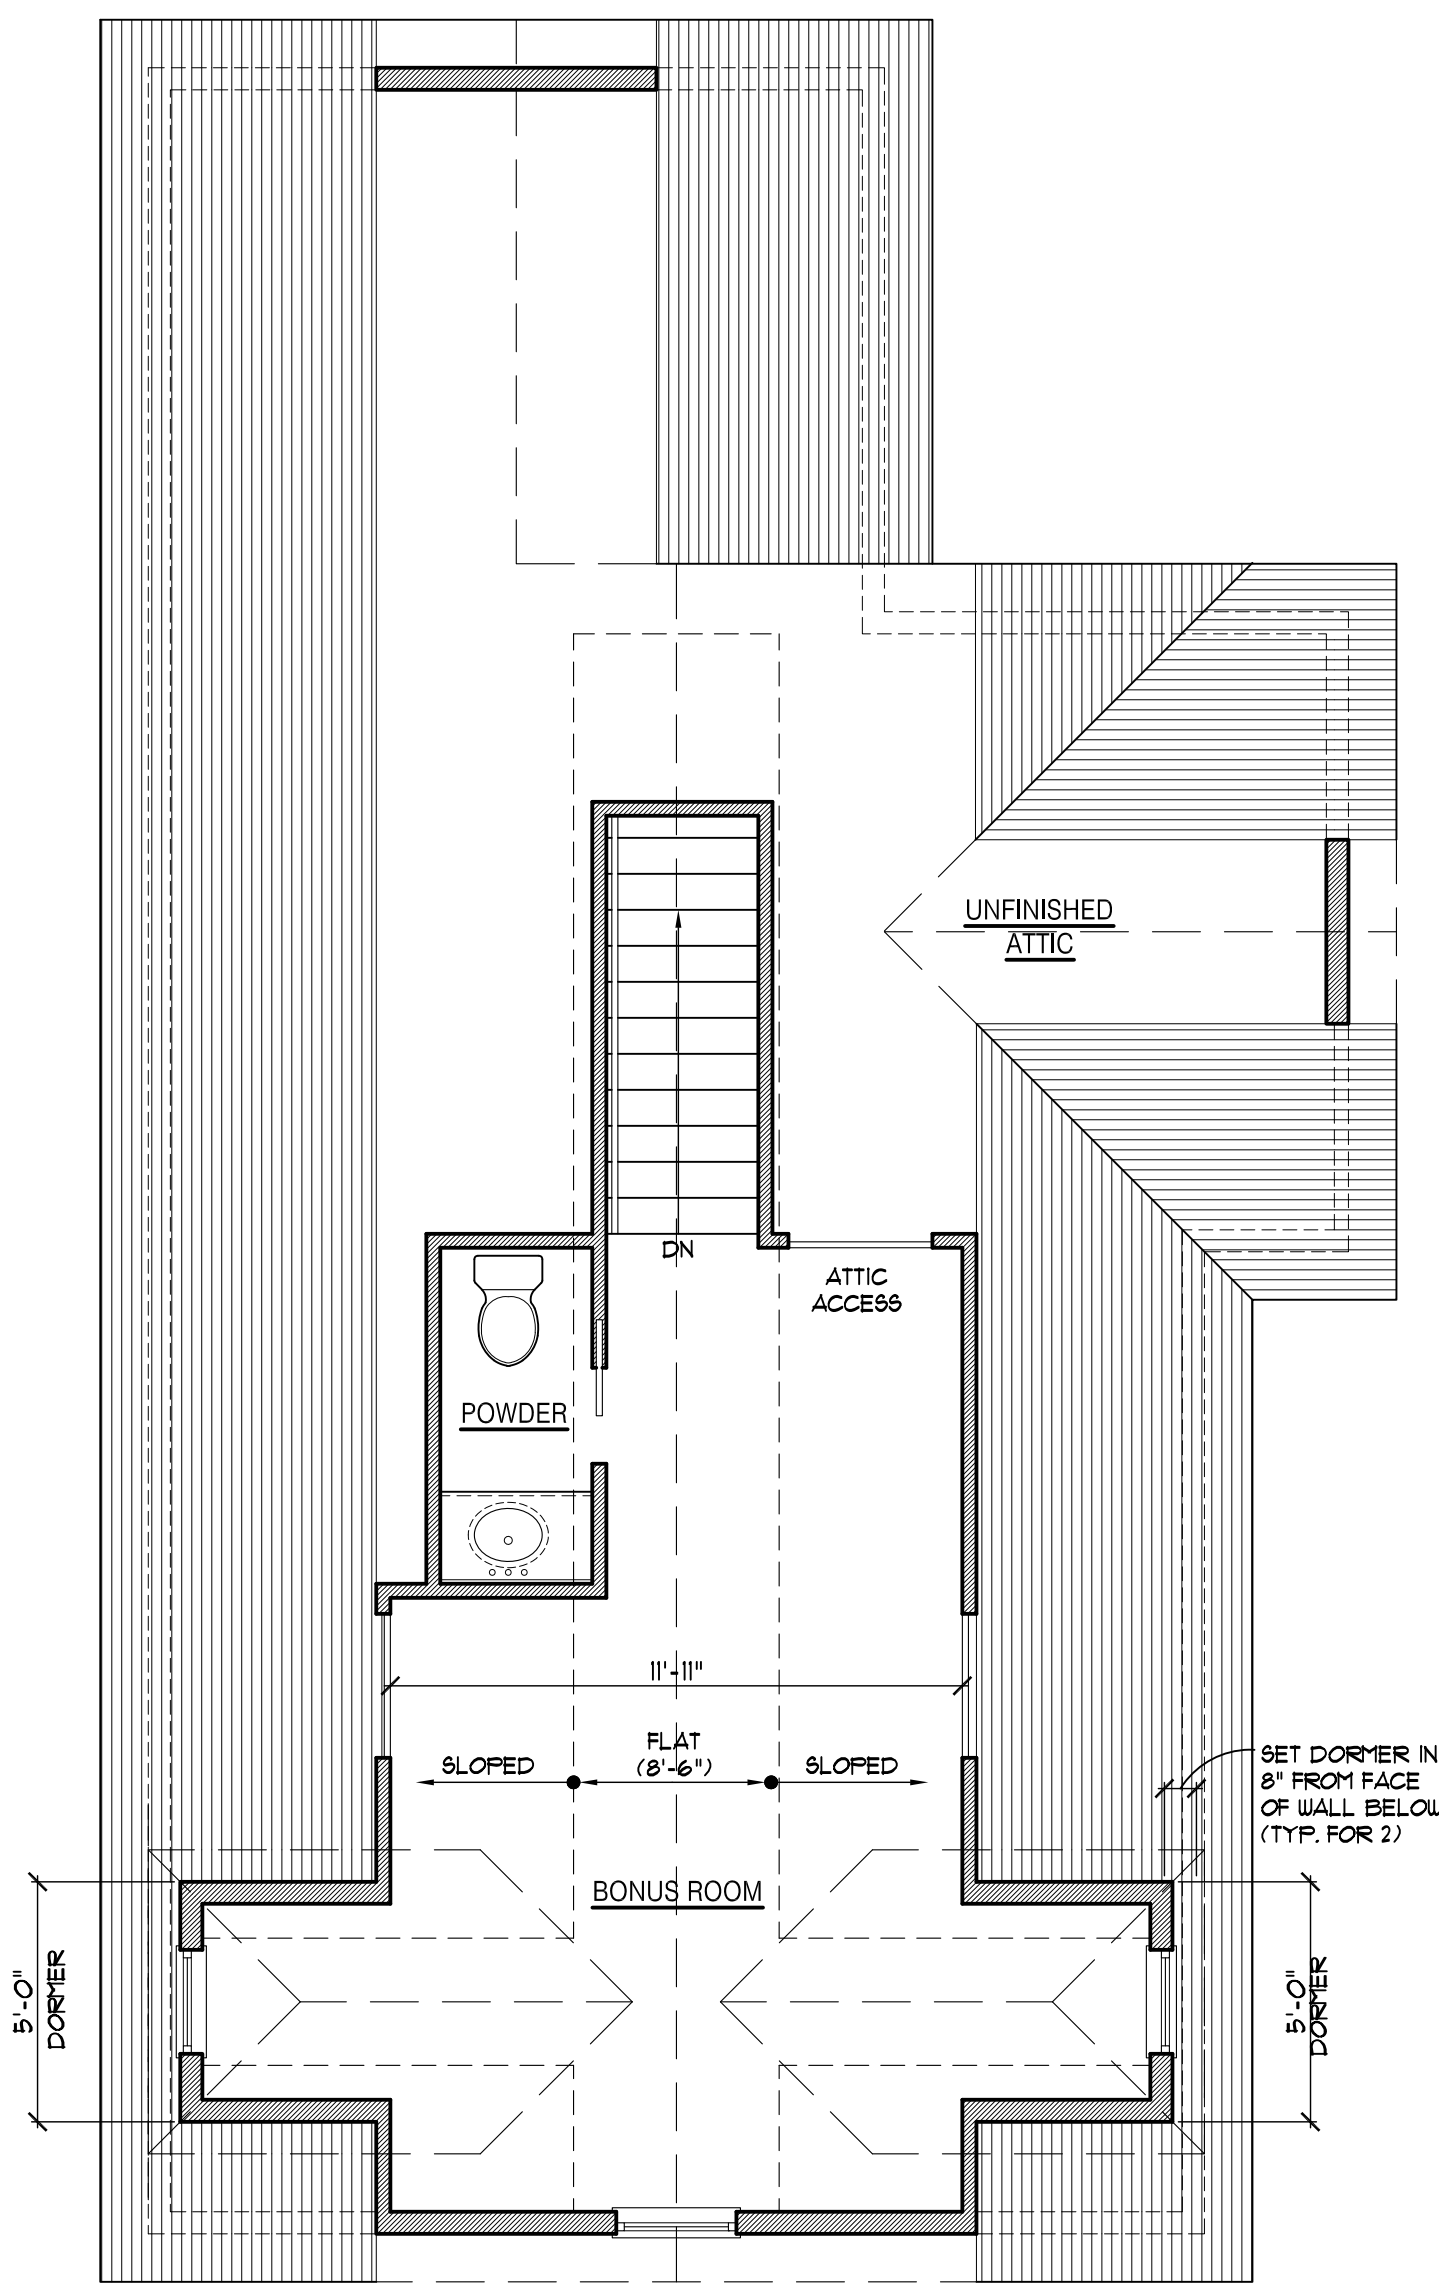 UNFINISHED
ATTIC
DN
ATTIC
ACCESS
POWDER
11'-11"
FLAT
(8'-6")
SLOPED
SLOPED
SET DORMER IN
8" FROM FACE
OF WALL BELOW
(TYP. FOR 2)
BONUS ROOM
5'-0"
DORMER
5'-0"
DORMER